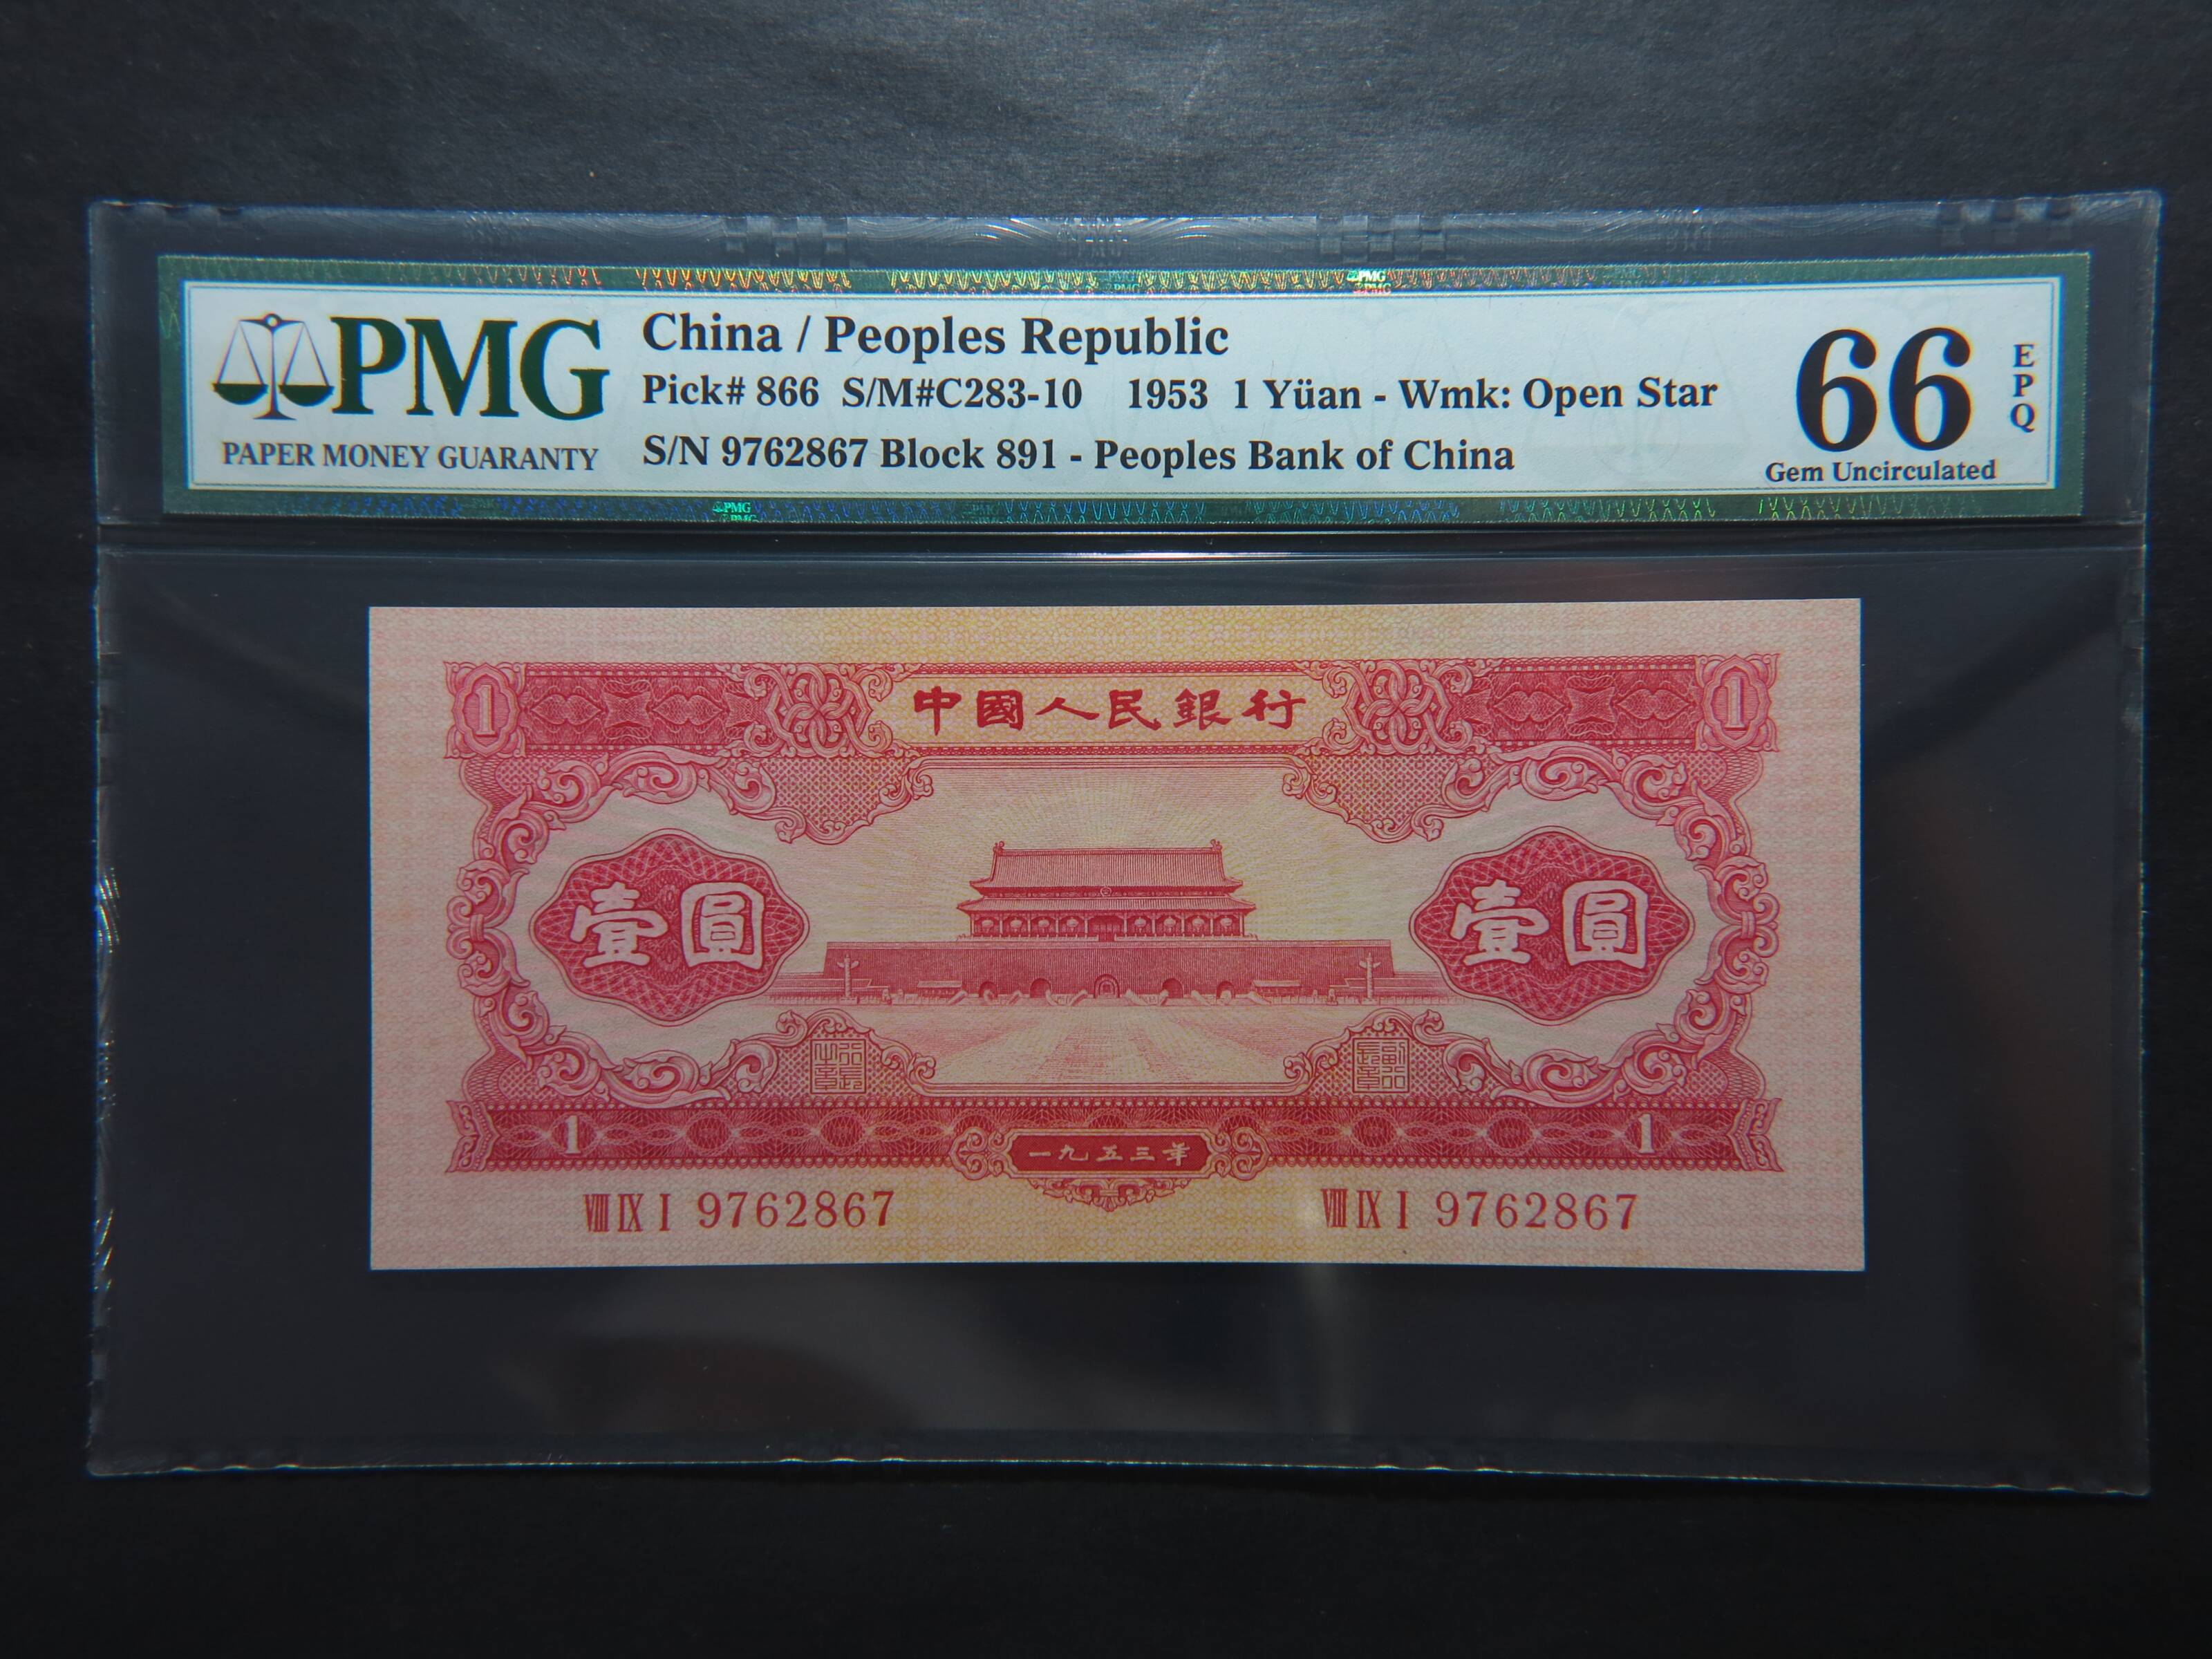 PMG
PAPER MONEY GUARANTY
China / Peoples Republic
Pick# 866 S/M#C283-10 1953 1 Yüan - Wmk: Open Star
S/N 9762867 Block 891 - Peoples Bank of China
66
EPQ
Gem Uncirculated
PMG
PMG
1 中國人民銀行 1
壹圓 壹圓
1 一九五三年 1
VIII IX I 9762867 VIII IX I 9762867